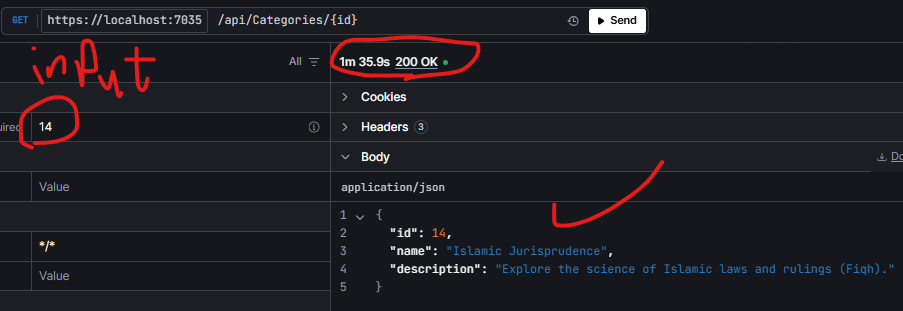 GET https://localhost:7035 /api/Categories/{id} Send
input
All
1m 35.9s 200 OK
Cookies
uired 14
Headers 3
Body
Do
Value
application/json
1 {
2 "id": 14,
3 "name": "Islamic Jurisprudence",
4 "description": "Explore the science of Islamic laws and rulings (Fiqh)."
5 }
*/*
Value